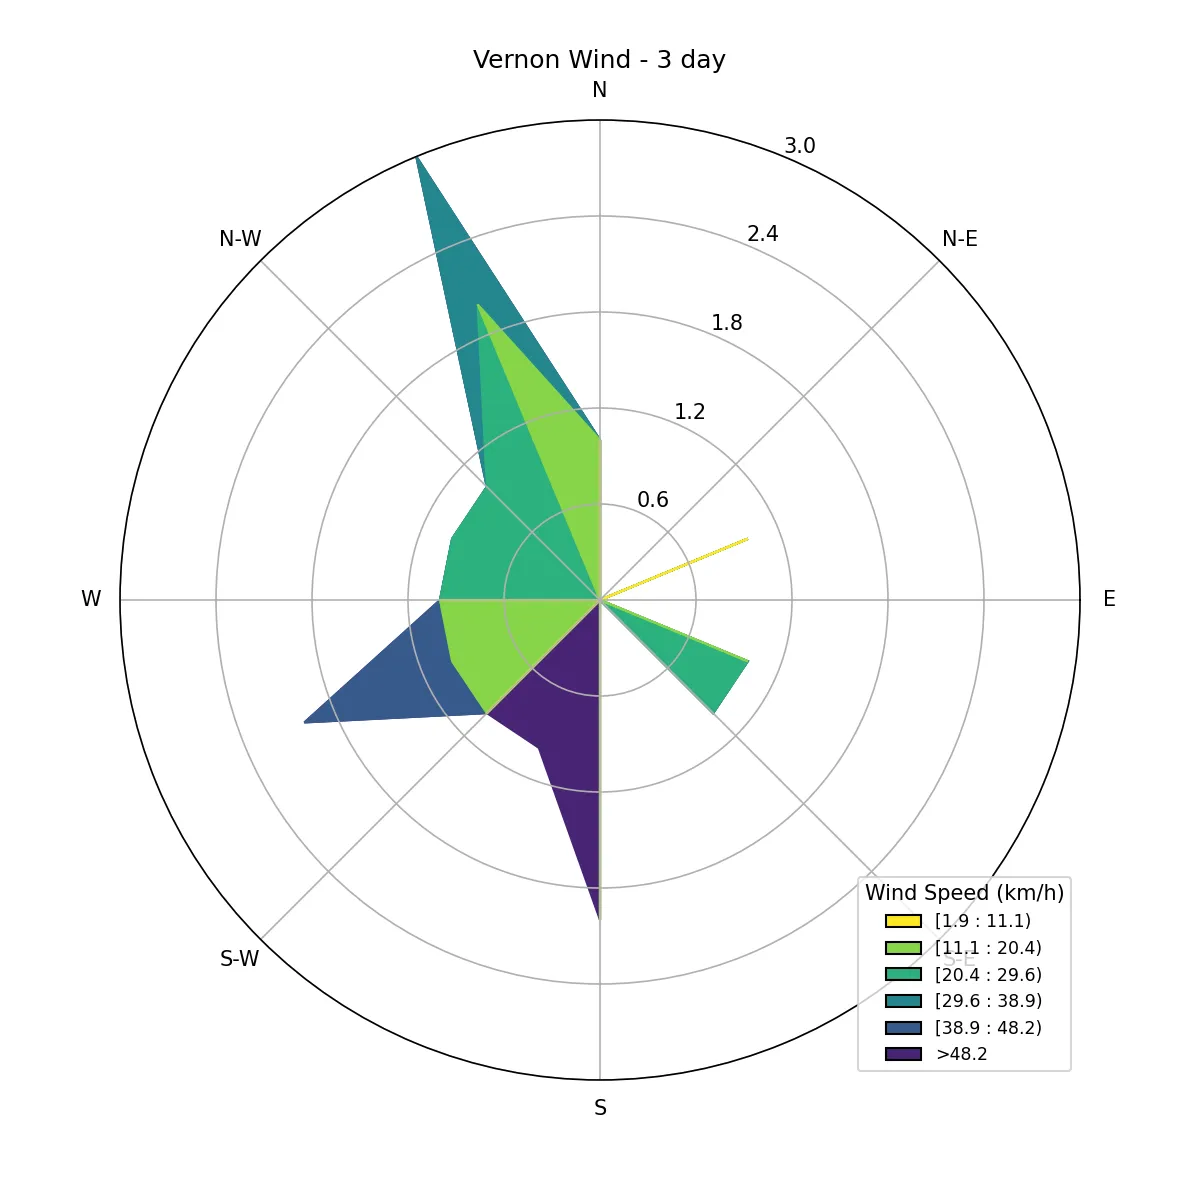 Vernon Wind - 3 day
N
3.0
2.4
N-W
N-E
1.8
1.2
0.6
W
E
Wind Speed (km/h)
[1.9 : 11.1)
[11.1 : 20.4)
S-W
S-E
[20.4 : 29.6)
[29.6 : 38.9)
[38.9 : 48.2)
>48.2
S